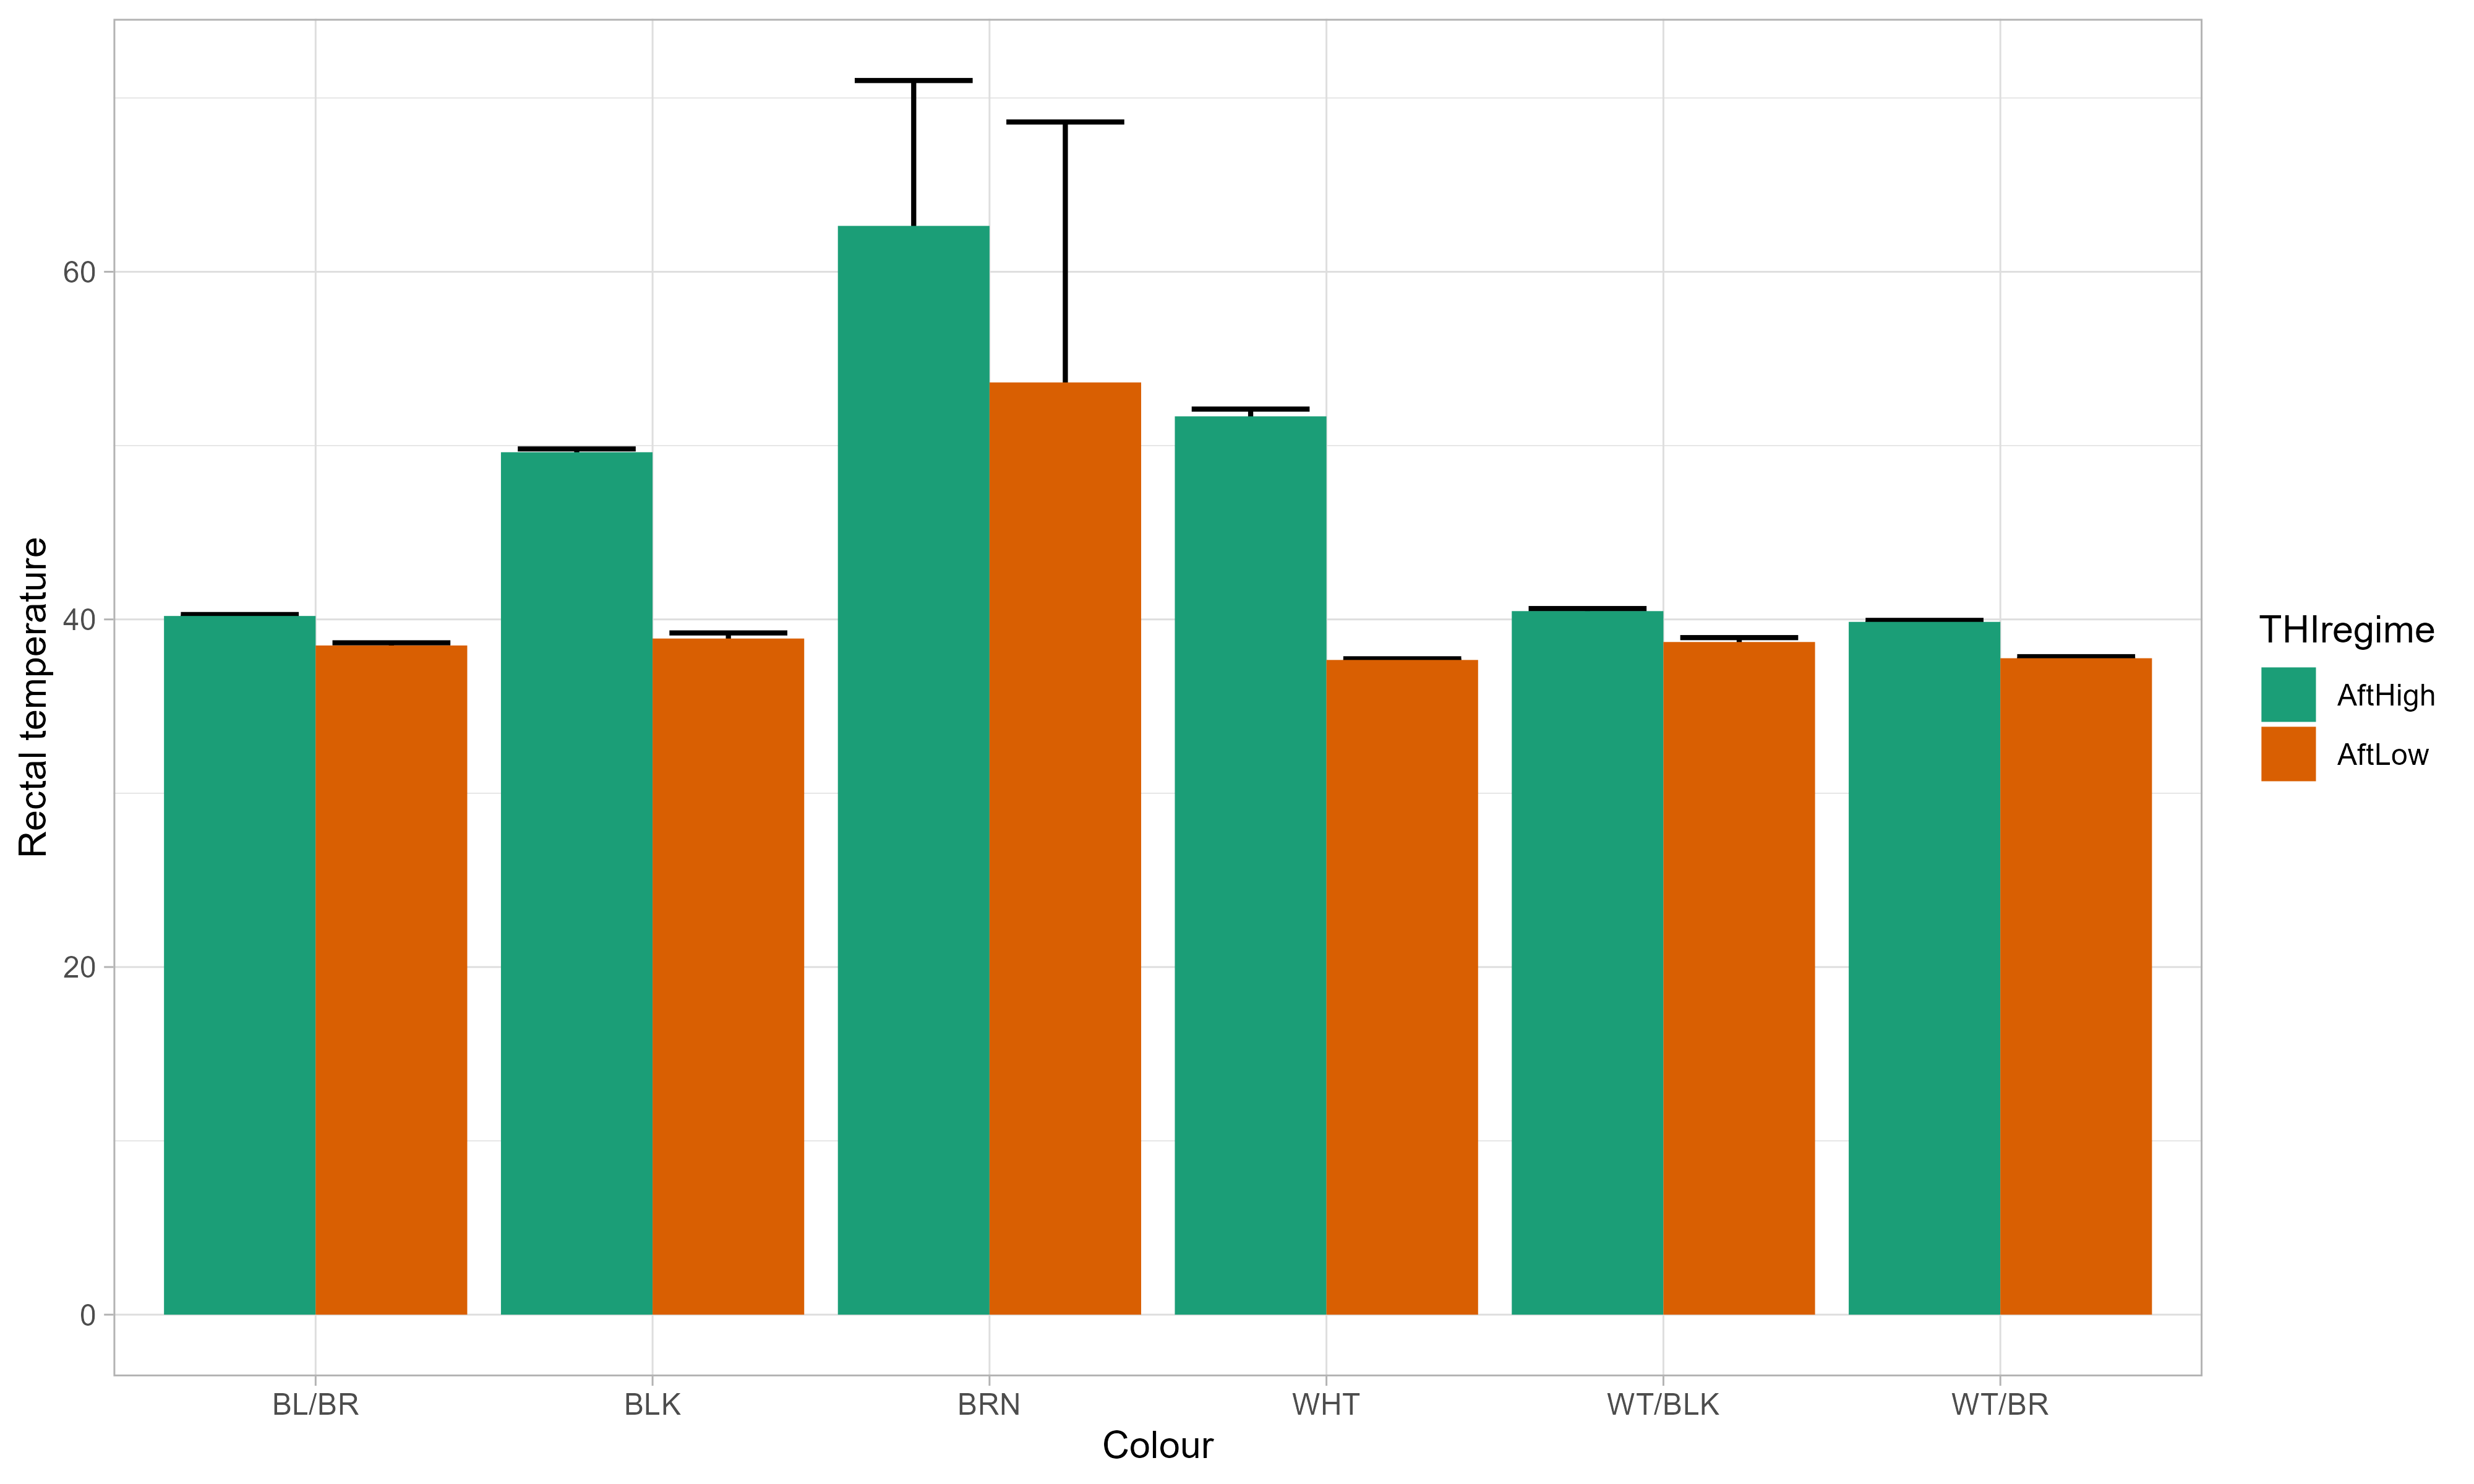 Rectal temperature
60
40
20
0
BL/BR
BLK
BRN
WHT
WT/BLK
WT/BR
Colour
THIregime
AftHigh
AftLow